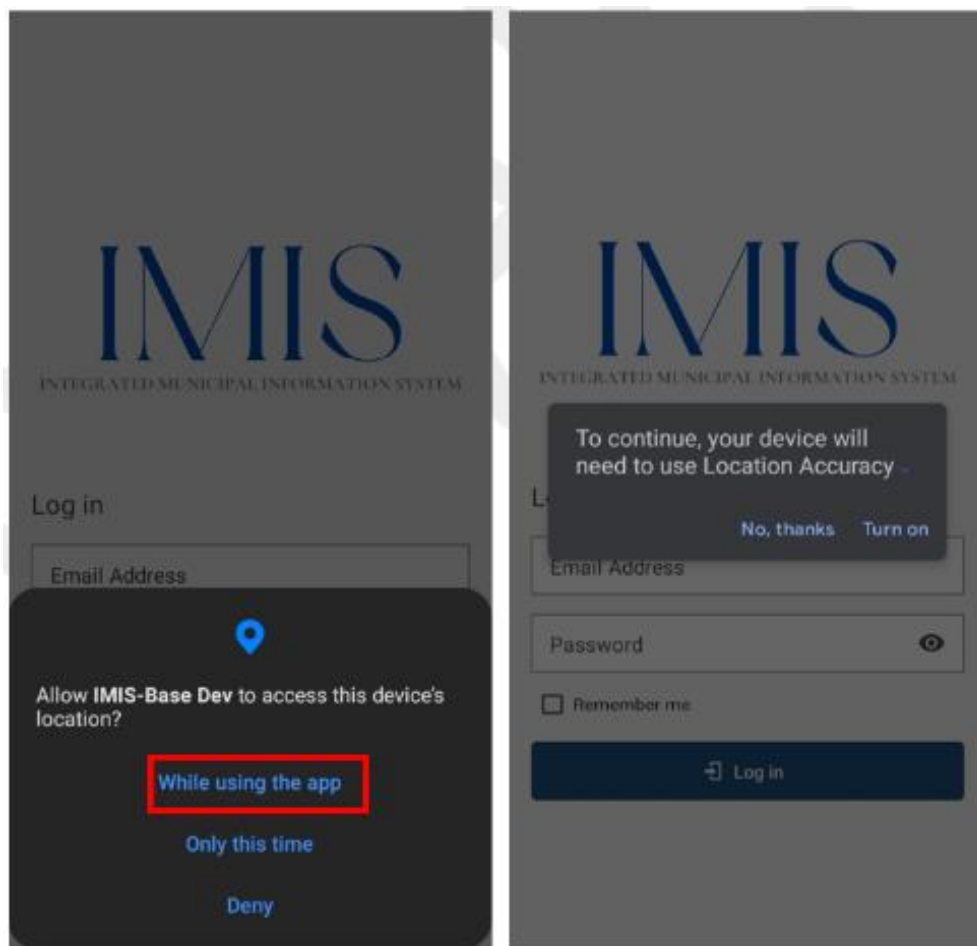 IMIS
INTEGRATED MUNICIPAL INFORMATION SYSTEM
Log in
Email Address
Allow IMIS-Base Dev to access this device's
location?
While using the app
Only this time
Deny
IMIS
INTEGRATED MUNICIPAL INFORMATION SYSTEM
To continue, your device will
need to use Location Accuracy
No, thanks Turn on
Email Address
Password
Remember me
Log in